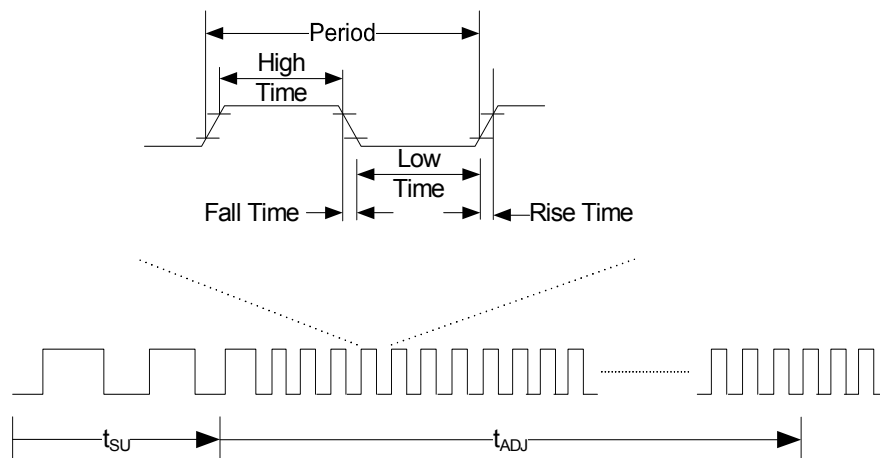 Period
High
Time
Low
Time
Fall Time
Rise Time
tSU
tADJ